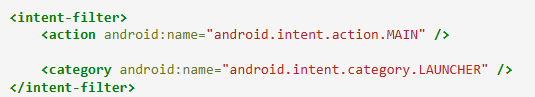 <intent-filter>
<action android:name="android.intent.action.MAIN" />
<category android:name="android.intent.category.LAUNCHER" />
</intent-filter>